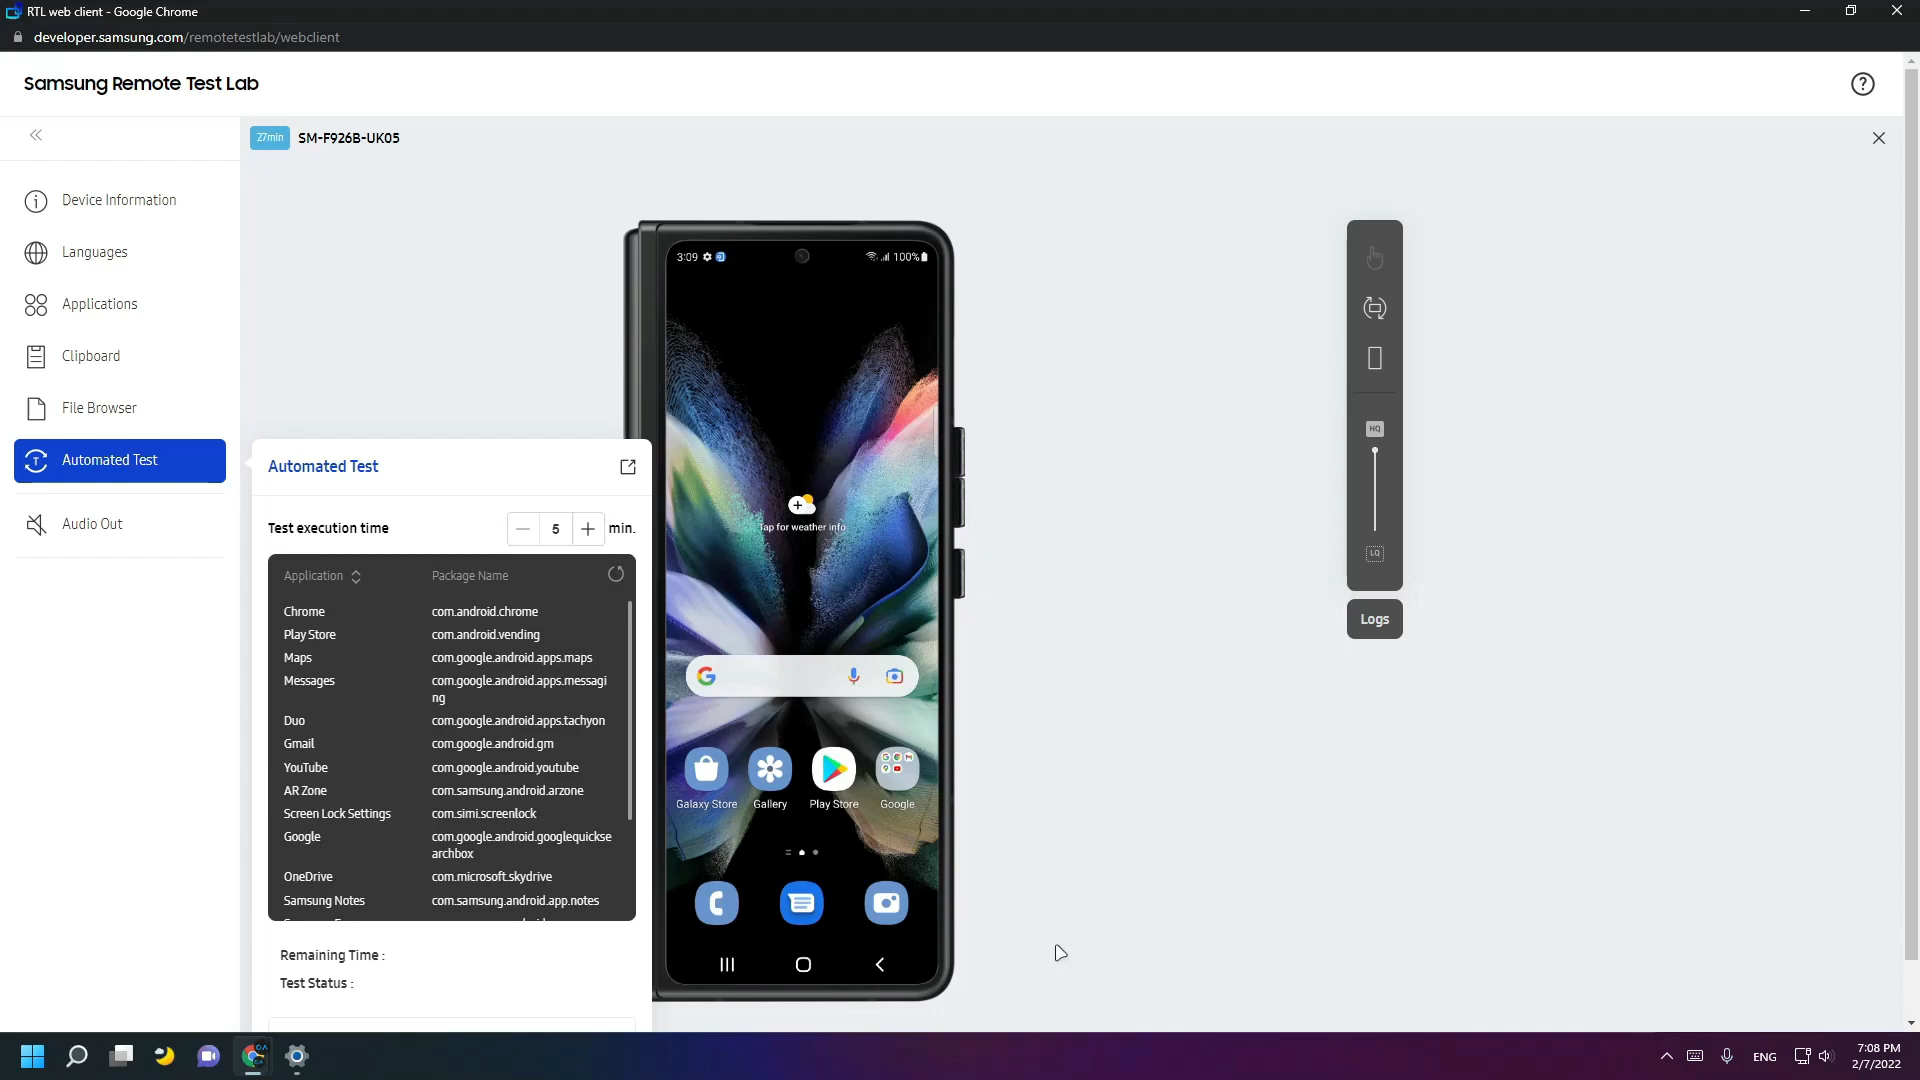 RTL web client - Google Chrome
developer.samsung.com/remotetestlab/webclient
Samsung Remote Test Lab
27min SM-F926B-UK05
Device Information
Languages
Applications
Clipboard
File Browser
Automated Test
Audio Out
Automated Test
Test execution time 5 min.
Application Package Name
Chrome com.android.chrome
Play Store com.android.vending
Maps com.google.android.apps.maps
Messages com.google.android.apps.messagi
ng
Duo com.google.android.apps.tachyon
Gmail com.google.android.gm
YouTube com.google.android.youtube
AR Zone com.samsung.android.arzone
Screen Lock Settings com.simi.screenlock
Google com.google.android.googlequickse
archbox
OneDrive com.microsoft.skydrive
Samsung Notes com.samsung.android.app.notes
Remaining Time :
Test Status :
3:09 100%
Tap for weather info
Galaxy Store Gallery Play Store Google
HQ
LQ
Logs
ENG
7:08 PM
2/7/2022